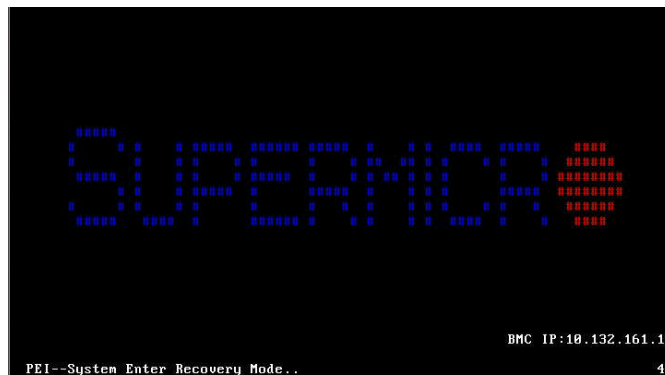 SUPERMICRO
BMC IP:10.132.161.1
PEI--System Enter Recovery Mode..
4